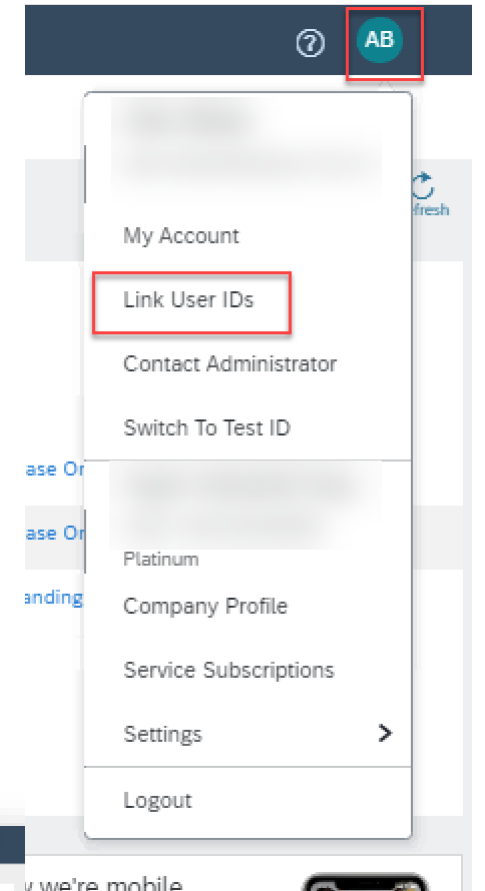 AB
fresh
My Account
Link User IDs
Contact Administrator
Switch To Test ID
ase Or
ase Or
Platinum
anding
Company Profile
Service Subscriptions
Settings
Logout
we're mobile